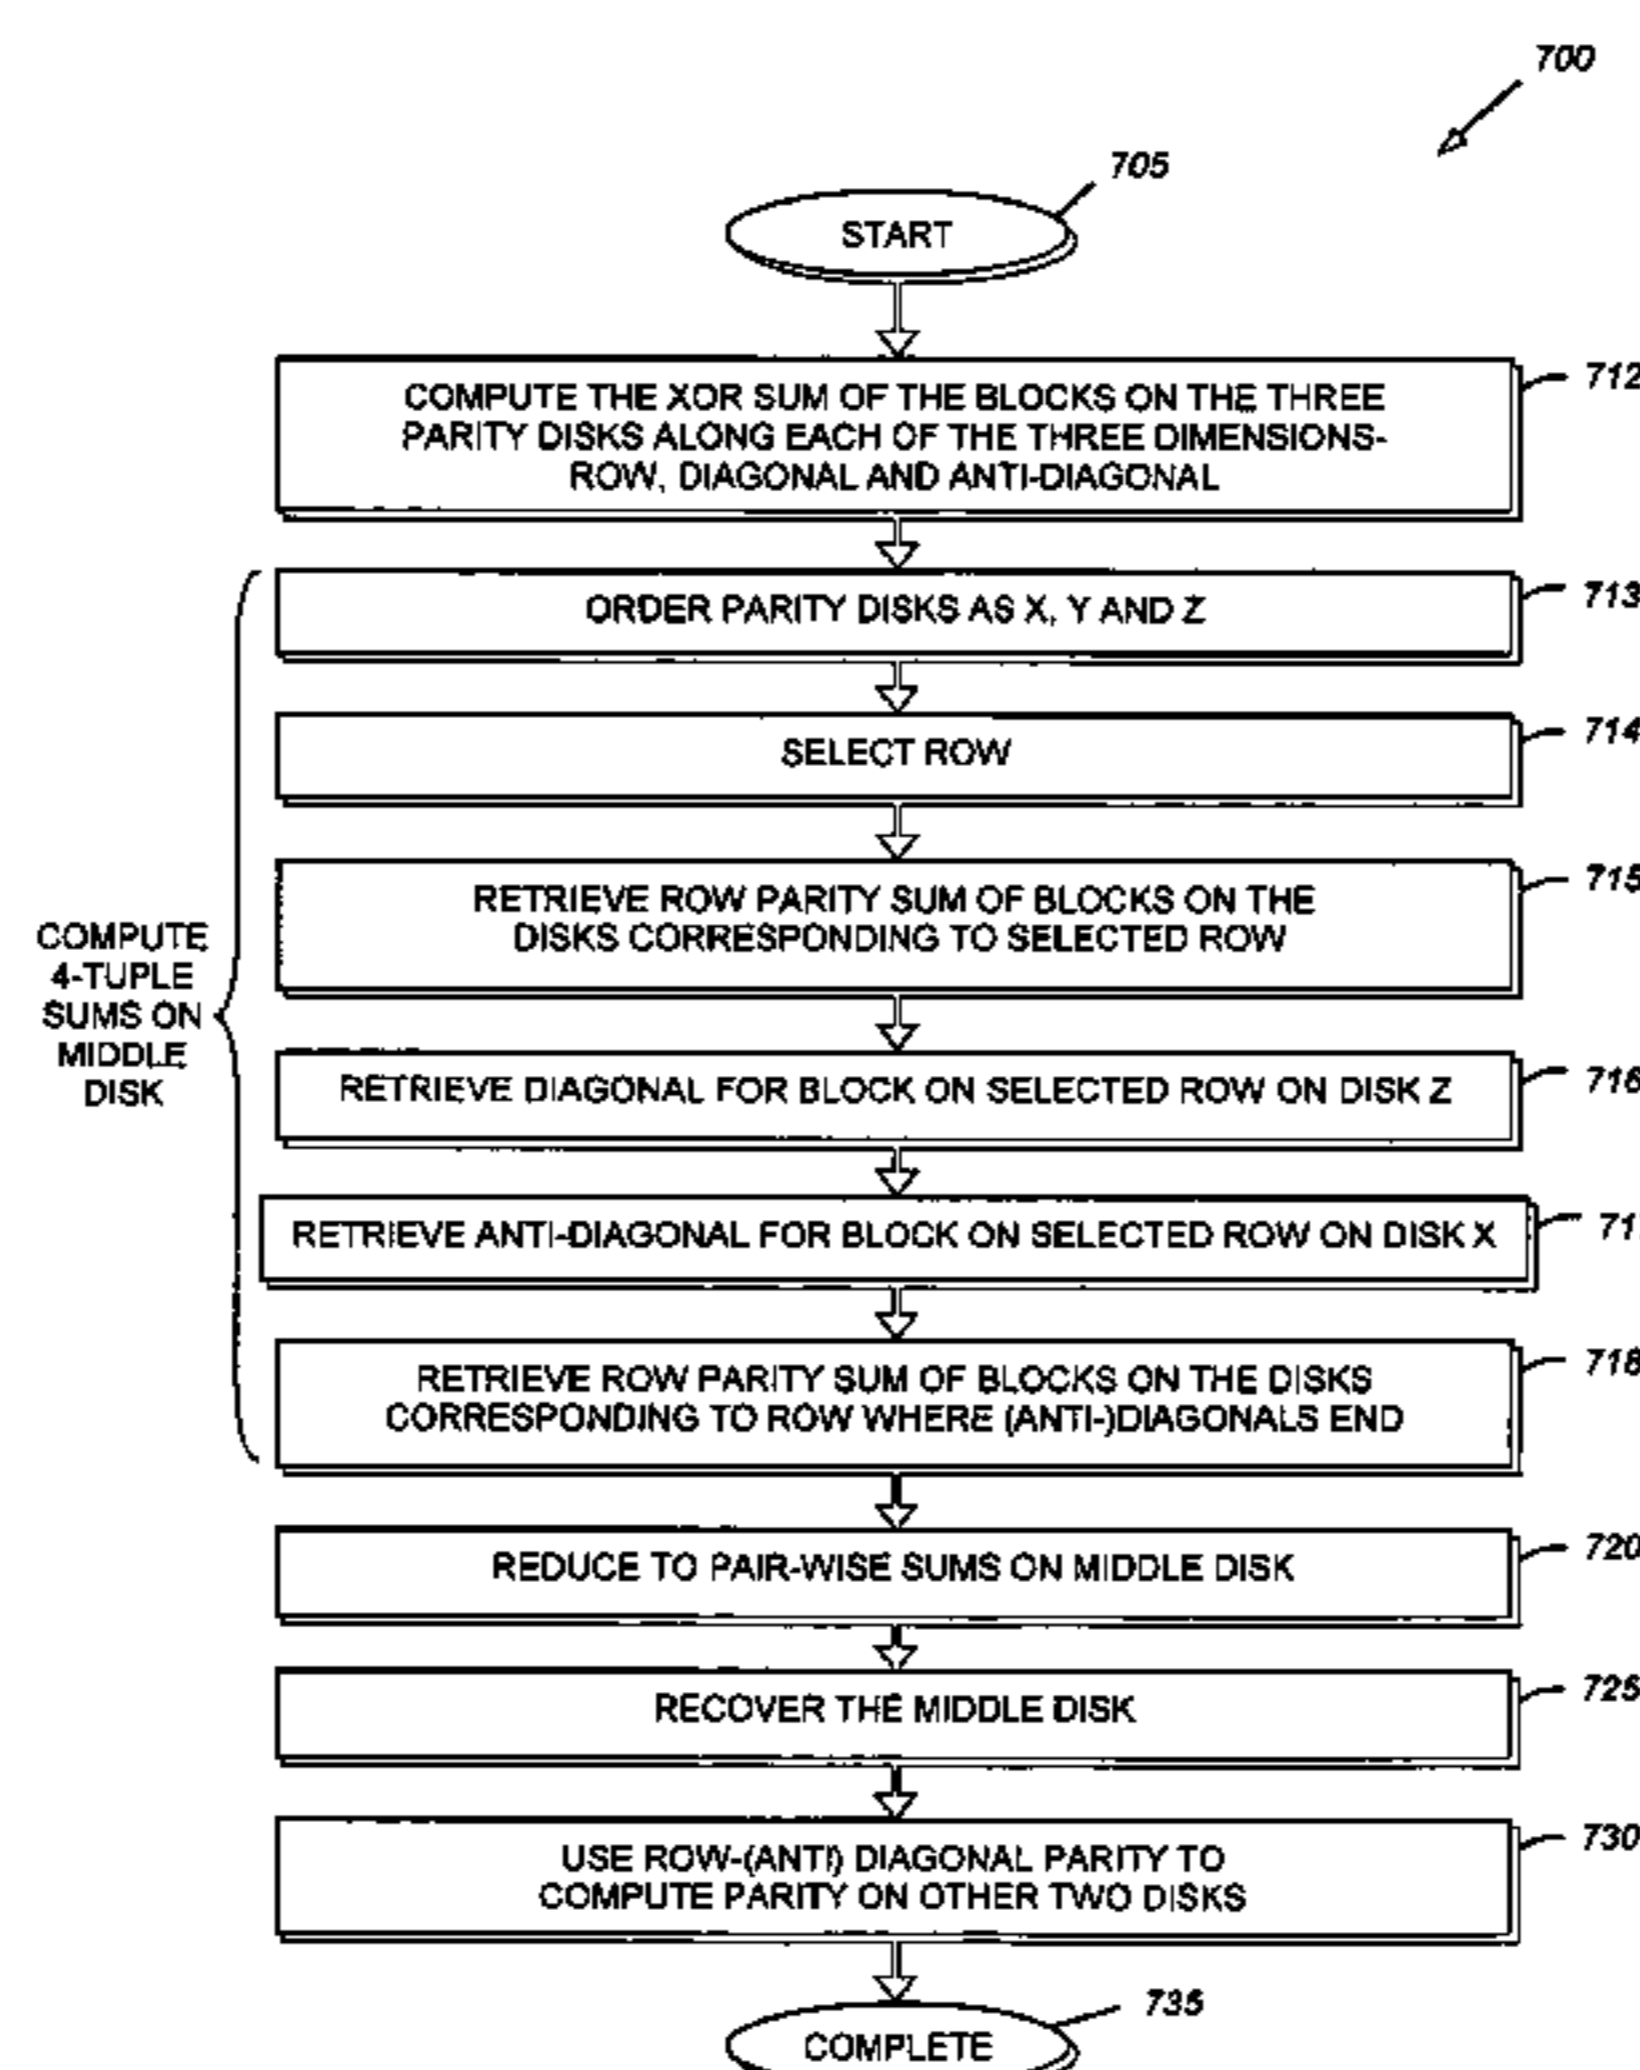 700
705
START
712
COMPUTE THE XOR SUM OF THE BLOCKS ON THE THREE
PARITY DISKS ALONG EACH OF THE THREE DIMENSIONS-
ROW, DIAGONAL AND ANTI-DIAGONAL
713
ORDER PARITY DISKS AS X, Y AND Z
714
SELECT ROW
715
RETRIEVE ROW PARITY SUM OF BLOCKS ON THE
DISKS CORRESPONDING TO SELECTED ROW
COMPUTE
4-TUPLE
SUMS ON
MIDDLE
DISK
716
RETRIEVE DIAGONAL FOR BLOCK ON SELECTED ROW ON DISK Z
RETRIEVE ANTI-DIAGONAL FOR BLOCK ON SELECTED ROW ON DISK X
718
RETRIEVE ROW PARITY SUM OF BLOCKS ON THE DISKS
CORRESPONDING TO ROW WHERE (ANTI-)DIAGONALS END
720
REDUCE TO PAIR-WISE SUMS ON MIDDLE DISK
725
RECOVER THE MIDDLE DISK
730
USE ROW-(ANTI) DIAGONAL PARITY TO
COMPUTE PARITY ON OTHER TWO DISKS
735
COMPLETE